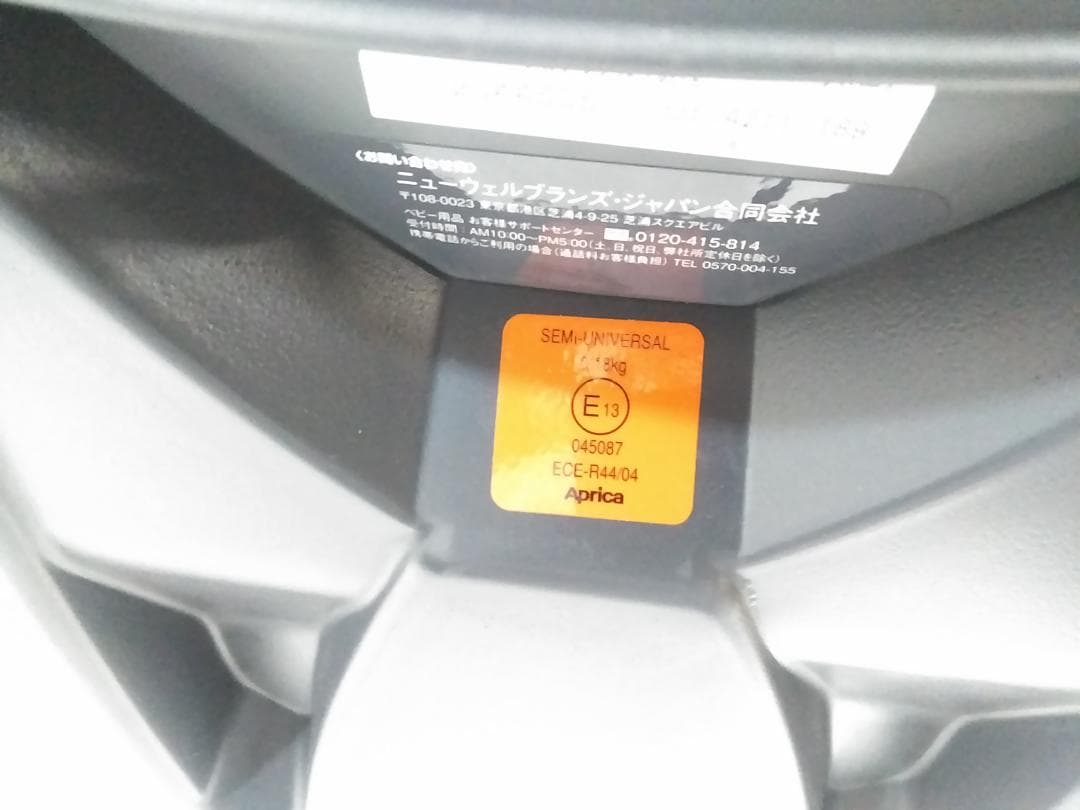 〈お問い合わせ先〉
ニューウェルブランズ・ジャパン合同会社
〒108-0023 東京都港区芝浦4-9-25 芝浦スクエアビル
ベビー用品 お客様サポートセンター 0120-415-814
受付時間：AM10:00〜PM5:00（土、日、祝日、弊社所定休日を除く）
携帯電話からご利用の場合（通話料お客様負担）TEL 0570-004-155
SEMi-UNIVERSAL
18kg
E13
045087
ECE-R44/04
Aprica